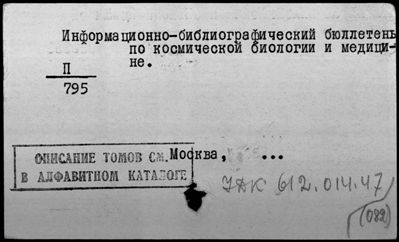 Информационно-библиографический бюллетень
по космической биологии и медици-
не.
П
795
ОПИСАНИЕ ТОМОВ СМ.
В АЛФАВИТНОМ КАТАЛОГЕ
Москва, ...
УДК 612.014.47
(082)